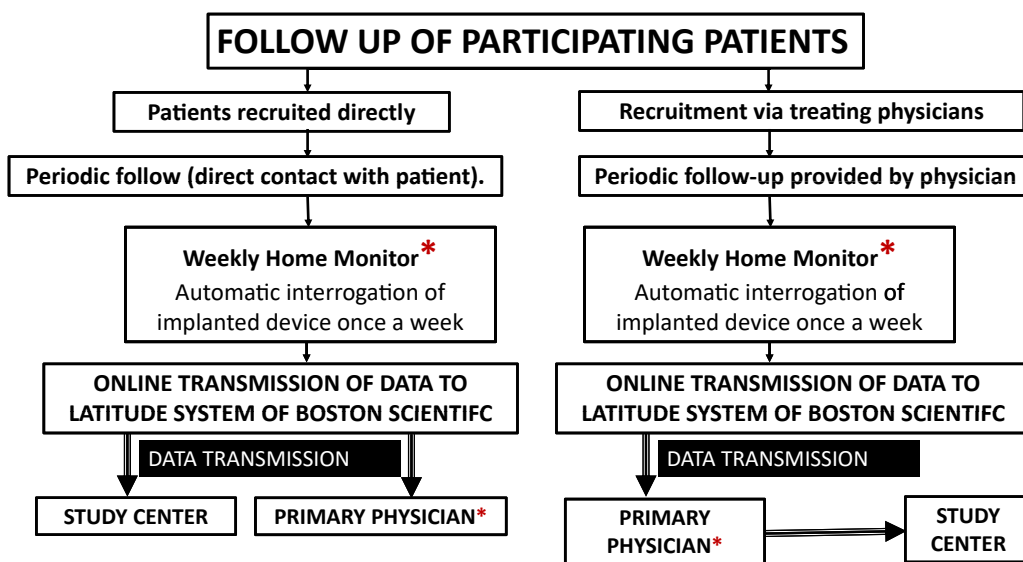 FOLLOW UP OF PARTICIPATING PATIENTS
Patients recruited directly
Periodic follow (direct contact with patient).
Weekly Home Monitor*
Automatic interrogation of
implanted device once a week
ONLINE TRANSMISSION OF DATA TO
LATITUDE SYSTEM OF BOSTON SCIENTIFC
DATA TRANSMISSION
STUDY CENTER
PRIMARY PHYSICIAN*
Recruitment via treating physicians
Periodic follow-up provided by physician
Weekly Home Monitor*
Automatic interrogation of
implanted device once a week
ONLINE TRANSMISSION OF DATA TO
LATITUDE SYSTEM OF BOSTON SCIENTIFC
DATA TRANSMISSION
PRIMARY
PHYSICIAN*
STUDY
CENTER